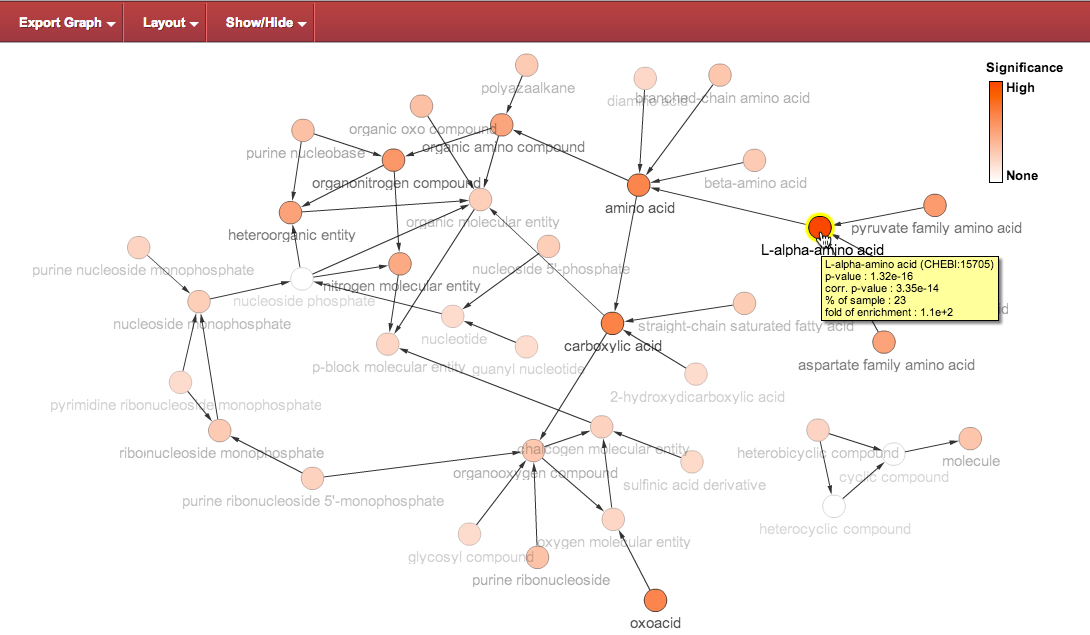 Export Graph
Layout
Show/Hide
Significance
High
None
polyazaalkane
diamino acid
branched-chain amino acid
organic oxo compound
organic amino compound
purine nucleobase
organonitrogen compound
beta-amino acid
amino acid
organic molecular entity
pyruvate family amino acid
heteroorganic entity
L-alpha-amino acid
L-alpha-amino acid (CHEBI:15705)
p-value : 1.32e-16
corr. p-value : 3.35e-14
% of sample : 23
fold of enrichment : 1.1e+2
purine nucleoside monophosphate
nucleoside 5'-phosphate
nitrogen molecular entity
nucleoside phosphate
nucleoside monophosphate
straight-chain saturated fatty acid
nucleotide
carboxylic acid
p-block molecular entity
guanyl nucleotide
aspartate family amino acid
2-hydroxydicarboxylic acid
pyrimidine ribonucleoside monophosphate
ribonucleoside monophosphate
chalcogen molecular entity
heterobicyclic compound
molecule
organooxygen compound
cyclic compound
sulfinic acid derivative
purine ribonucleoside 5'-monophosphate
heterocyclic compound
oxygen molecular entity
glycosyl compound
purine ribonucleoside
oxoacid